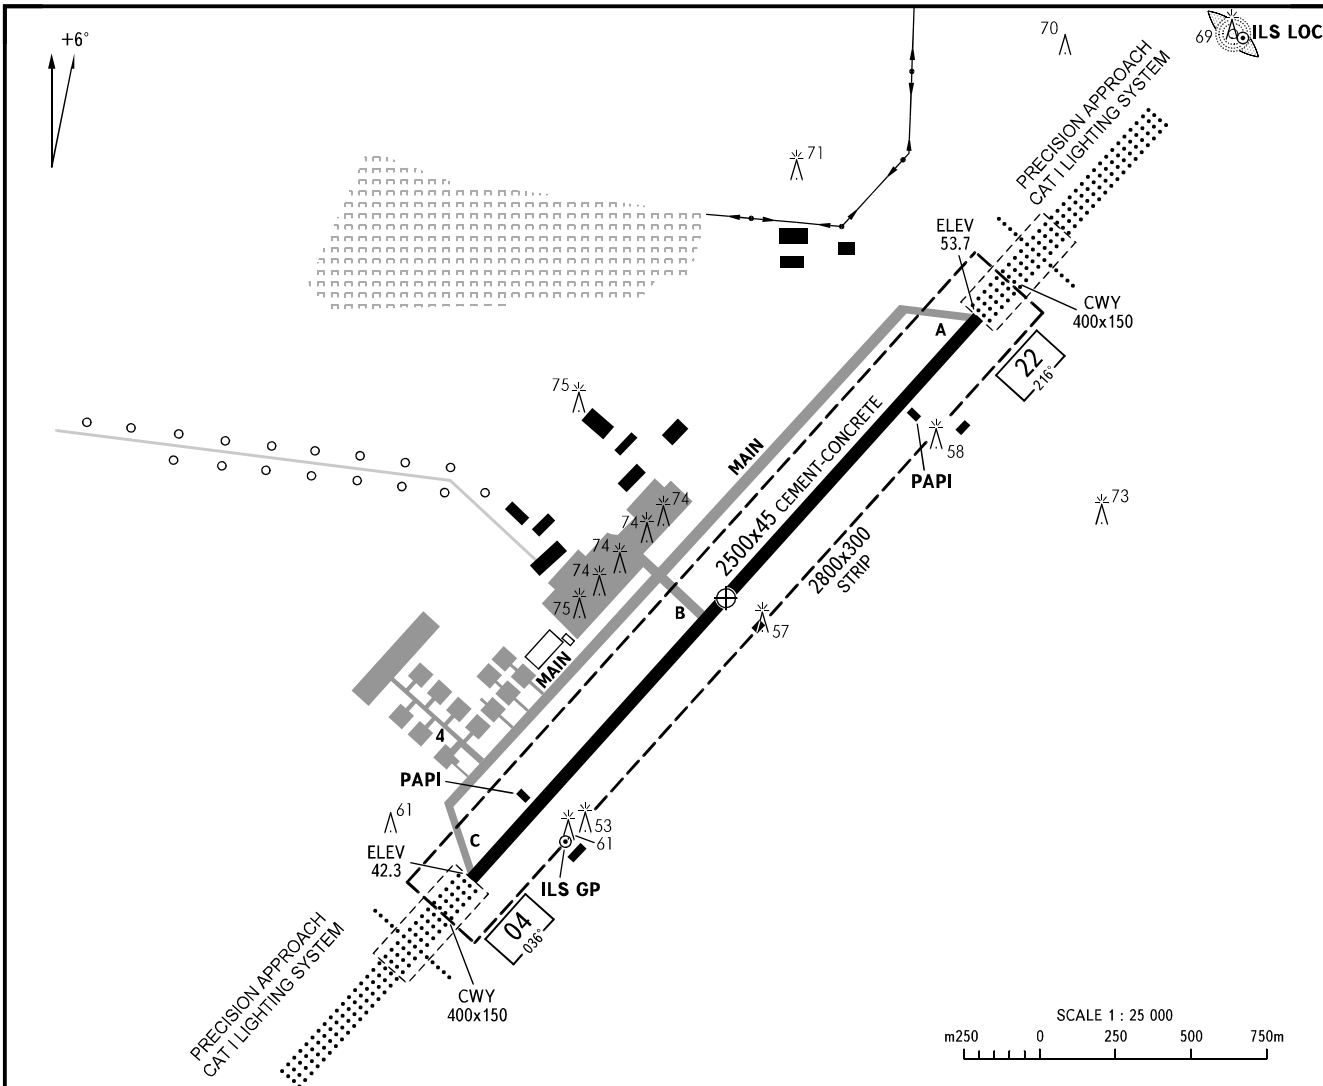 +6°
70
69
ILS LOC
PRECISION APPROACH
CAT I LIGHTING SYSTEM
71
ELEV
53.7
CWY
400x150
A
22
216°
75
MAIN
2500x45 CEMENT-CONCRETE
58
PAPI
73
74
74
74
74
75
2800x300
STRIP
B
57
MAIN
4
PAPI
61
53
61
C
ELEV
42.3
ILS GP
04
036°
PRECISION APPROACH
CAT I LIGHTING SYSTEM
CWY
400x150
SCALE 1 : 25 000
m250 0 250 500 750m